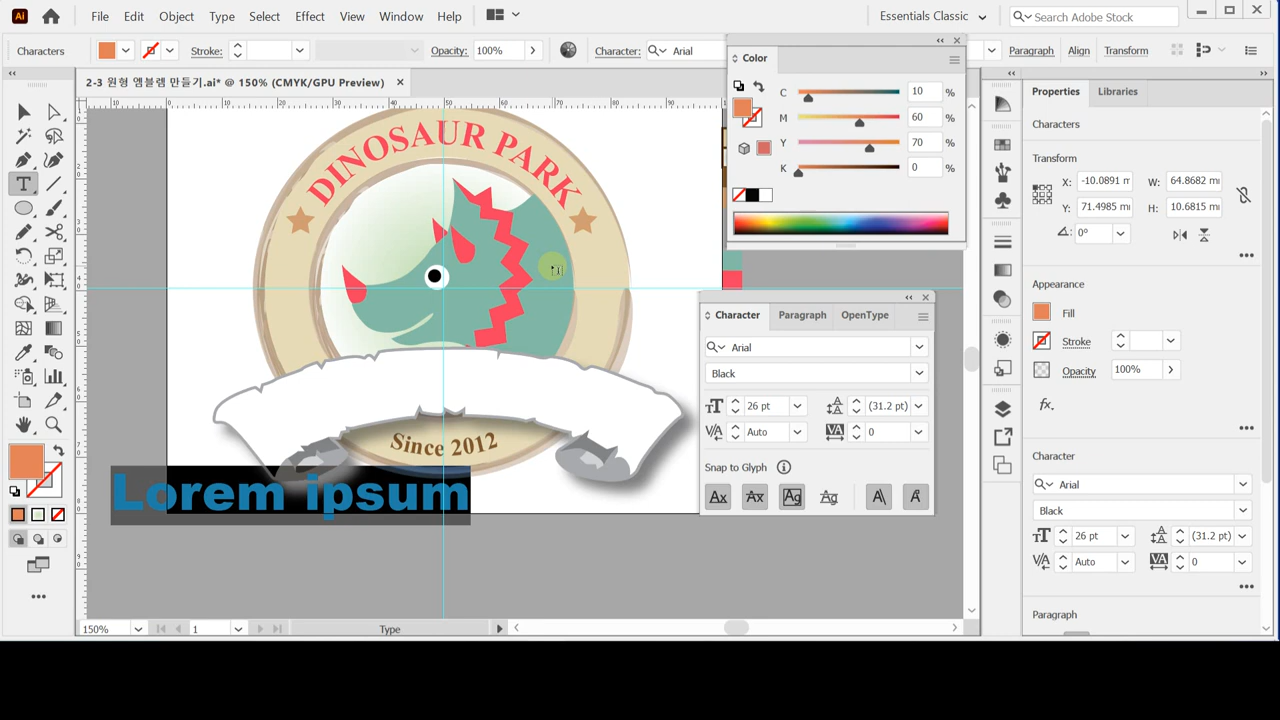 File Edit Object Type Select Effect View Window Help
Essentials Classic
Search Adobe Stock
Characters
Stroke:
Opacity: 100%
Character: Arial
Paragraph Align Transform
2-3 원형 엠블렘 만들기.ai* @ 150% (CMYK/GPU Preview)
DINOSAUR PARK
Since 2012
Lorem ipsum
Color
C 10 %
M 60 %
Y 70 %
K 0 %
Character Paragraph OpenType
Arial
Black
26 pt (31.2 pt)
Auto 0
Snap to Glyph
Properties Libraries
Characters
Transform
X: -10.0891 m W: 64.8682 m
Y: 71.4985 m H: 10.6815 m
0°
Appearance
Fill
Stroke
Opacity 100%
fx.
Character
Arial
Black
26 pt (31.2 pt)
Auto 0
Paragraph
150% 1 Type